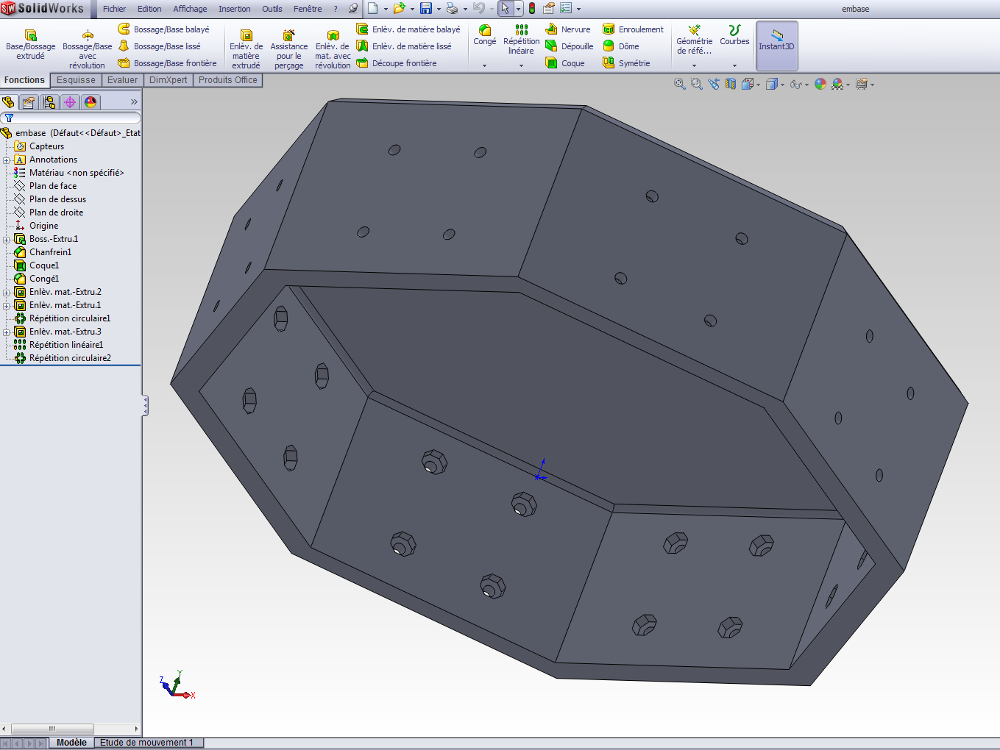 SolidWorks
Fichier Edition Affichage Insertion Outils Fenêtre ?
embase
Base/Bossage extrudé
Bossage/Base avec révolution
Bossage/Base balayé
Bossage/Base lissé
Bossage/Base frontière
Enlèv. de matière extrudé
Assistance pour le perçage
Enlèv. de mat. avec révolution
Enlèv. de matière balayé
Enlèv. de matière lissé
Découpe frontière
Congé
Répétition linéaire
Nervure
Dépouille
Coque
Enroulement
Dôme
Symétrie
Géométrie de réfé...
Courbes
Instant3D
Fonctions Esquisse Evaluer DimXpert Produits Office
embase (Défaut<<Défaut>_Etat
Capteurs
Annotations
Matériau <non spécifié>
Plan de face
Plan de dessus
Plan de droite
Origine
Boss.-Extru.1
Chanfrein1
Coque1
Congé1
Enlèv. mat.-Extru.2
Enlèv. mat.-Extru.1
Répétition circulaire1
Enlèv. mat.-Extru.3
Répétition linéaire1
Répétition circulaire2
Y
Z
X
Modèle Etude de mouvement 1